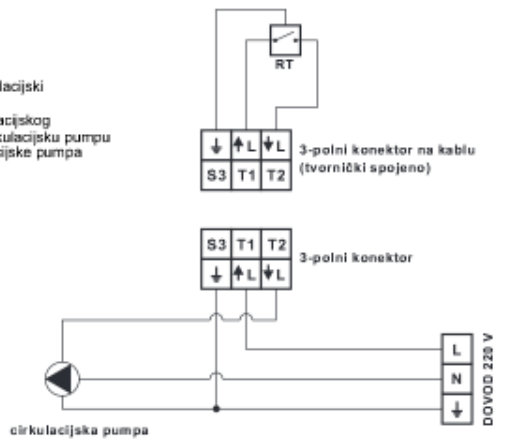 RT
lacijski
acijskog
kulacijsku pumpu
ijske pumpa
L L
S3 T1 T2
3-polni konektor na kablu
(tvornički spojeno)
S3 T1 T2
L L
3-polni konektor
L
N
DOVOD 220 V
cirkulacijska pumpa